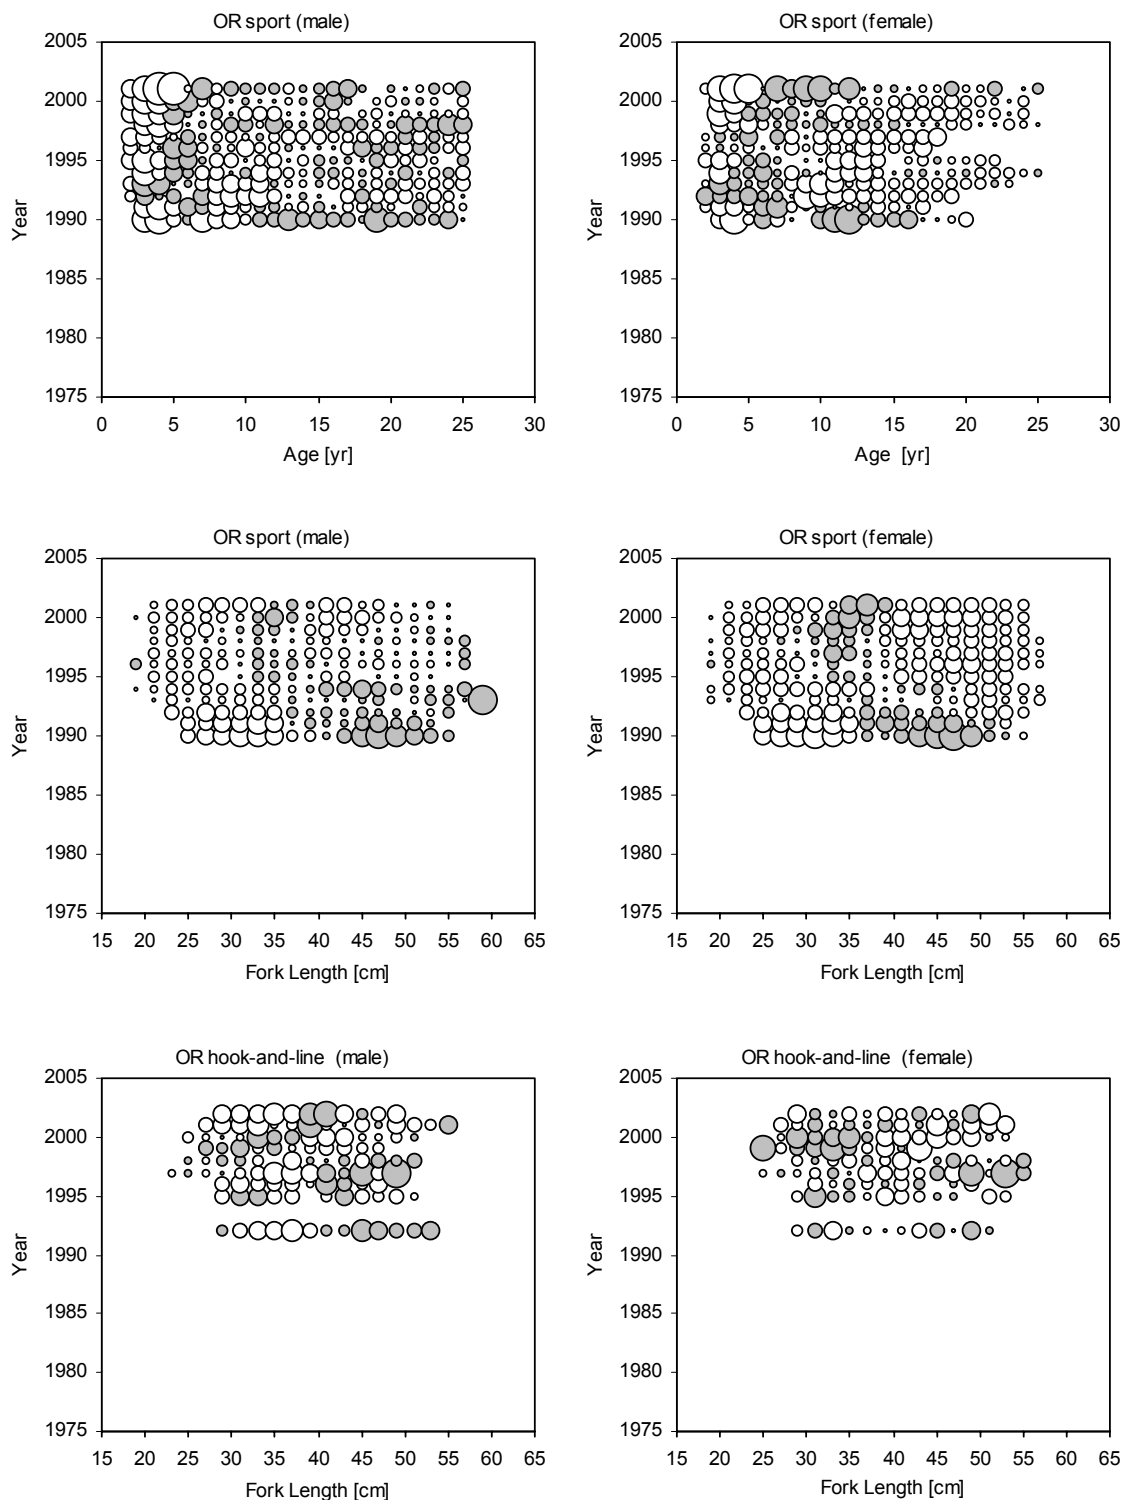 OR sport (male)
2005
2000
1995
1990
1985
1980
1975
Year
0 5 10 15 20 25 30
Age [yr]
OR sport (female)
2005
2000
1995
1990
1985
1980
1975
Year
0 5 10 15 20 25 30
Age [yr]
OR sport (male)
2005
2000
1995
1990
1985
1980
1975
Year
15 20 25 30 35 40 45 50 55 60 65
Fork Length [cm]
OR sport (female)
2005
2000
1995
1990
1985
1980
1975
Year
15 20 25 30 35 40 45 50 55 60 65
Fork Length [cm]
OR hook-and-line (male)
2005
2000
1995
1990
1985
1980
1975
Year
15 20 25 30 35 40 45 50 55 60 65
Fork Length [cm]
OR hook-and-line (female)
2005
2000
1995
1990
1985
1980
1975
Year
15 20 25 30 35 40 45 50 55 60 65
Fork Length [cm]